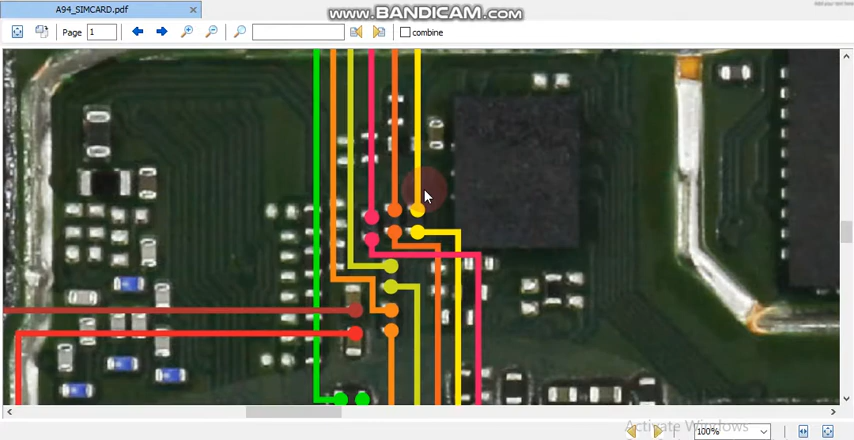 WWW.BANDICAM.COM
A94_SIMCARD.pdf
Page 1
combine
Activate Windows
100%